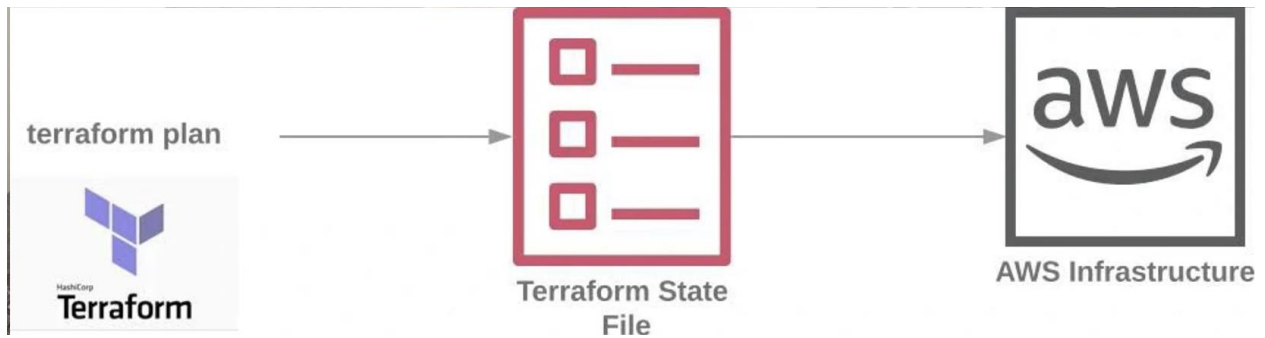 terraform plan
HashiCorp
Terraform
Terraform State
File
aws
AWS Infrastructure